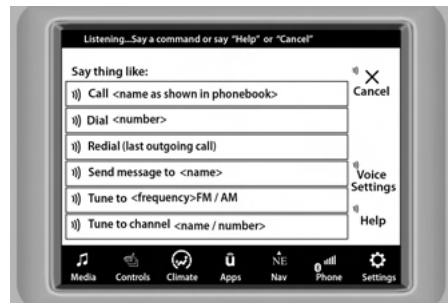 Listening...Say a command or say "Help" or "Cancel"
Say thing like:
Call <name as shown in phonebook>
Dial <number>
Redial (last outgoing call)
Send message to <name>
Tune to <frequency>FM / AM
Tune to channel <name / number>
Cancel
Voice
Settings
Help
ū
NE
Media Controls Climate Apps Nav Phone Settings